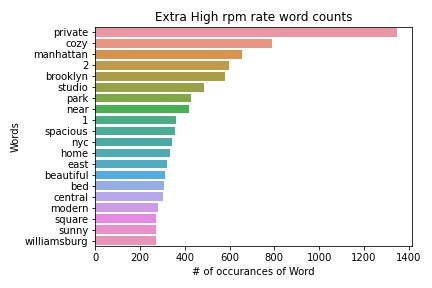 Extra High rpm rate word counts
Words
private
cozy
manhattan
2
brooklyn
studio
park
near
1
spacious
nyc
home
east
beautiful
bed
central
modern
square
sunny
williamsburg
0 200 400 600 800 1000 1200 1400
# of occurances of Word